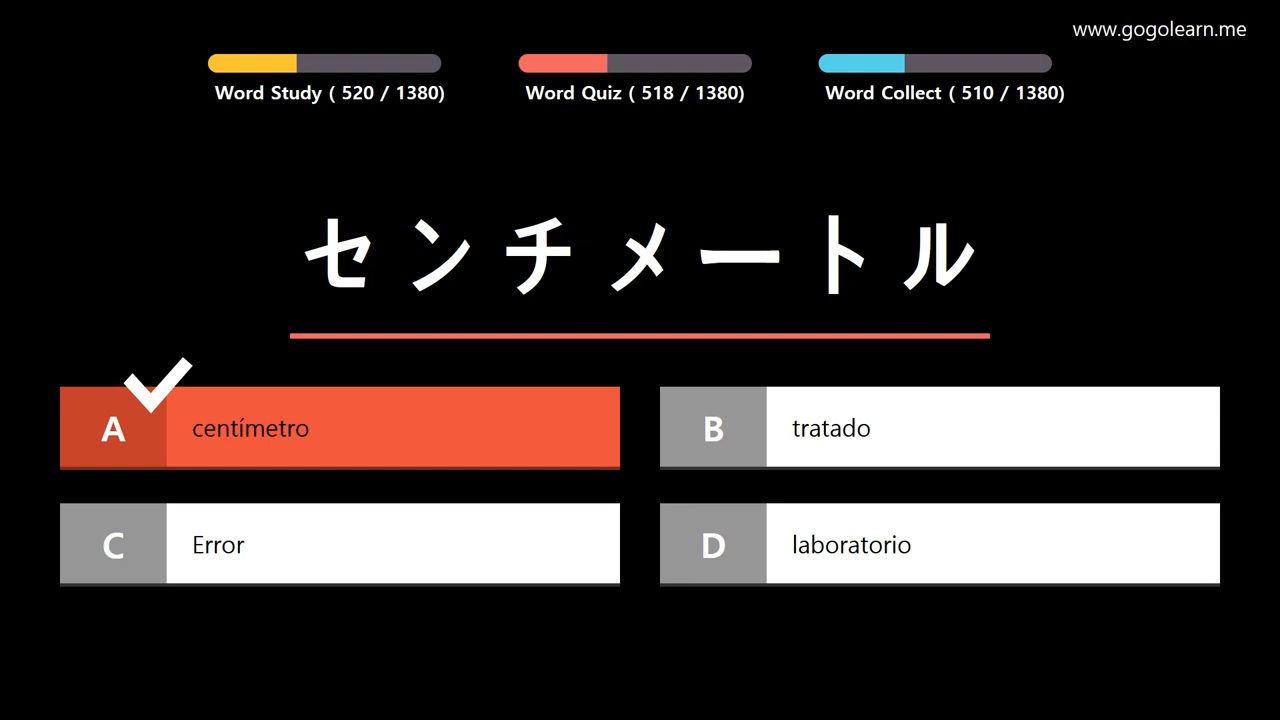 www.gogolearn.me
Word Study ( 520 / 1380)
Word Quiz ( 518 / 1380)
Word Collect ( 510 / 1380)
センチメートル
A centímetro
B tratado
C Error
D laboratorio